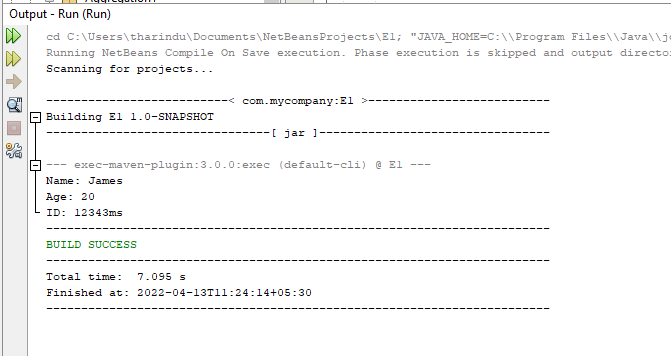 Aggregation1
Output - Run (Run)
cd C:\Users\tharindu\Documents\NetBeansProjects\E1; "JAVA_HOME=C:\\Program Files\\Java\\jd
Running NetBeans Compile On Save execution. Phase execution is skipped and output director
Scanning for projects...
----------------------------< com.mycompany:E1 >----------------------------
Building E1 1.0-SNAPSHOT
--------------------------------[ jar ]---------------------------------
--- exec-maven-plugin:3.0.0:exec (default-cli) @ E1 ---
Name: James
Age: 20
ID: 12343ms
------------------------------------------------------------------------
BUILD SUCCESS
------------------------------------------------------------------------
Total time:  7.095 s
Finished at: 2022-04-13T11:24:14+05:30
------------------------------------------------------------------------